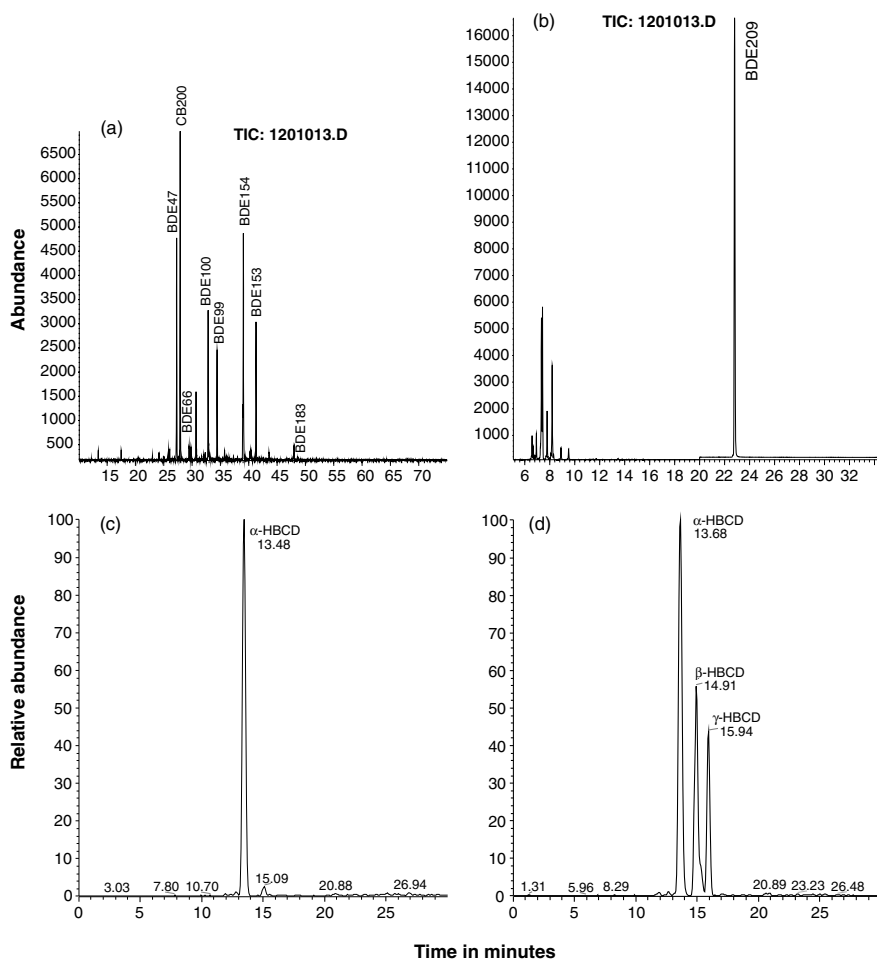 (a)
TIC: 1201013.D
CB200
BDE47
BDE66
BDE100
BDE99
BDE154
BDE153
BDE183
6500
6000
5500
5000
4500
4000
3500
3000
2500
2000
1500
1000
500
15 20 25 30 35 40 45 50 55 60 65 70
Abundance
(b)
TIC: 1201013.D
BDE209
16000
15000
14000
13000
12000
11000
10000
9000
8000
7000
6000
5000
4000
3000
2000
1000
6 8 10 12 14 16 18 20 22 24 26 28 30 32
(c)
α-HBCD
13.48
100
90
80
70
60
50
40
30
20
10
0
3.03 7.80 10.70 15.09 20.88 26.94
0 5 10 15 20 25
Relative abundance
(d)
α-HBCD
13.68
β-HBCD
14.91
γ-HBCD
15.94
100
90
80
70
60
50
40
30
20
10
0
1.31 5.96 8.29 20.89 23.23 26.48
0 5 10 15 20 25
Time in minutes